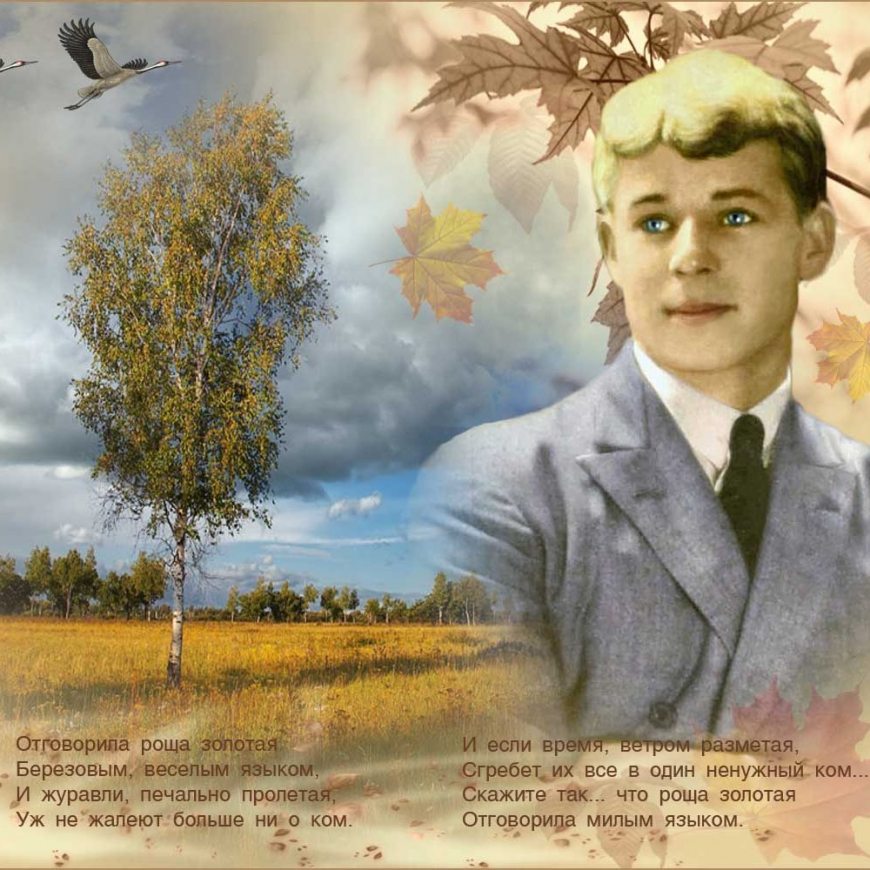 Отговорила роща золотая
Березовым, веселым языком,
И журавли, печально пролетая,
Уж не жалеют больше ни о ком.
И если время, ветром разметая,
Сгребет их все в один ненужный ком...
Скажите так... что роща золотая
Отговорила милым языком.